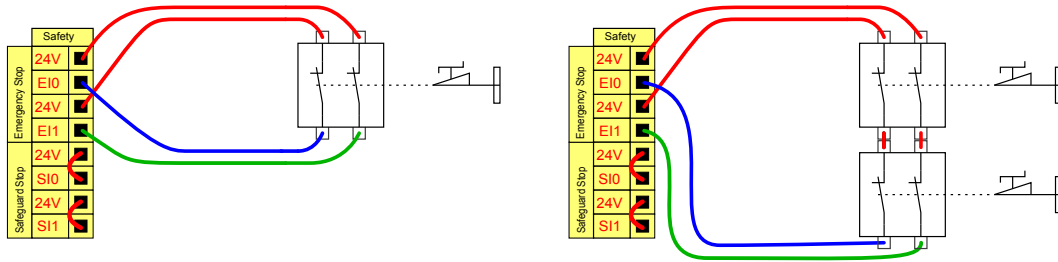 Safety
Emergency Stop
24V
EI0
24V
EI1
Safeguard Stop
24V
SI0
24V
SI1
Safety
Emergency Stop
24V
EI0
24V
EI1
Safeguard Stop
24V
SI0
24V
SI1